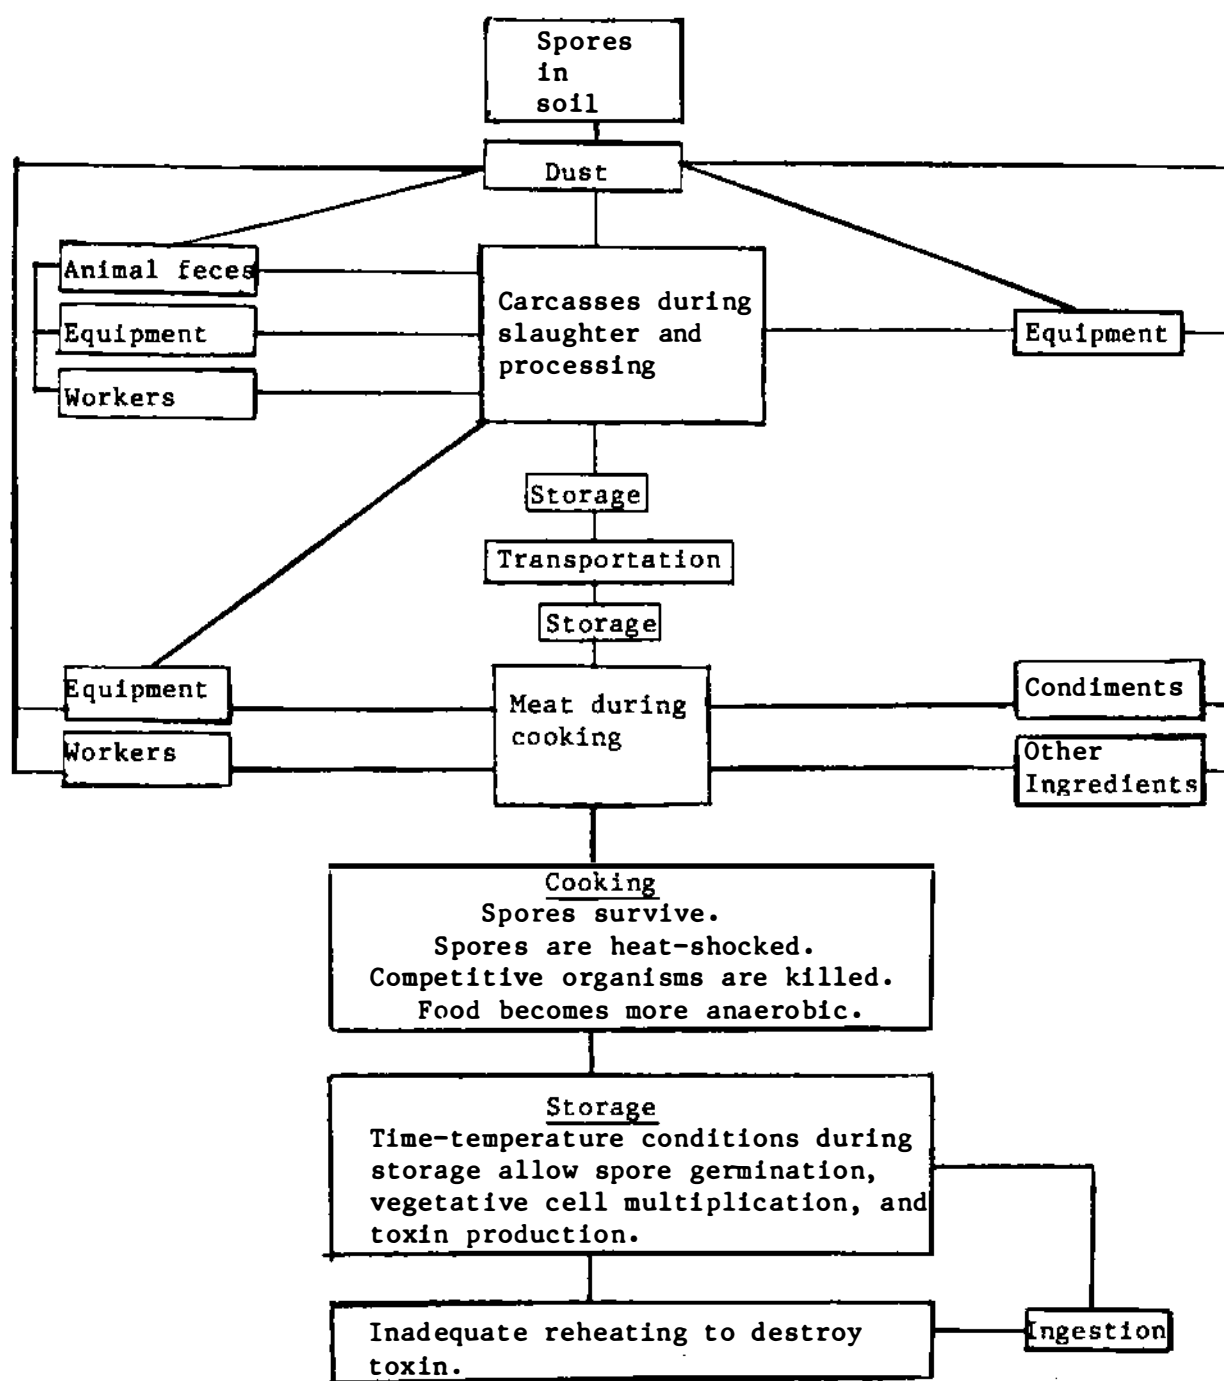 Spores
in
soil
Dust
Animal feces
Equipment
Workers
Carcasses during
slaughter and
processing
Equipment
Storage
Transportation
Storage
Equipment
Workers
Meat during
cooking
Condiments
Other
Ingredients
Cooking
Spores survive.
Spores are heat-shocked.
Competitive organisms are killed.
Food becomes more anaerobic.
Storage
Time-temperature conditions during
storage allow spore germination,
vegetative cell multiplication, and
toxin production.
Inadequate reheating to destroy
toxin.
Ingestion